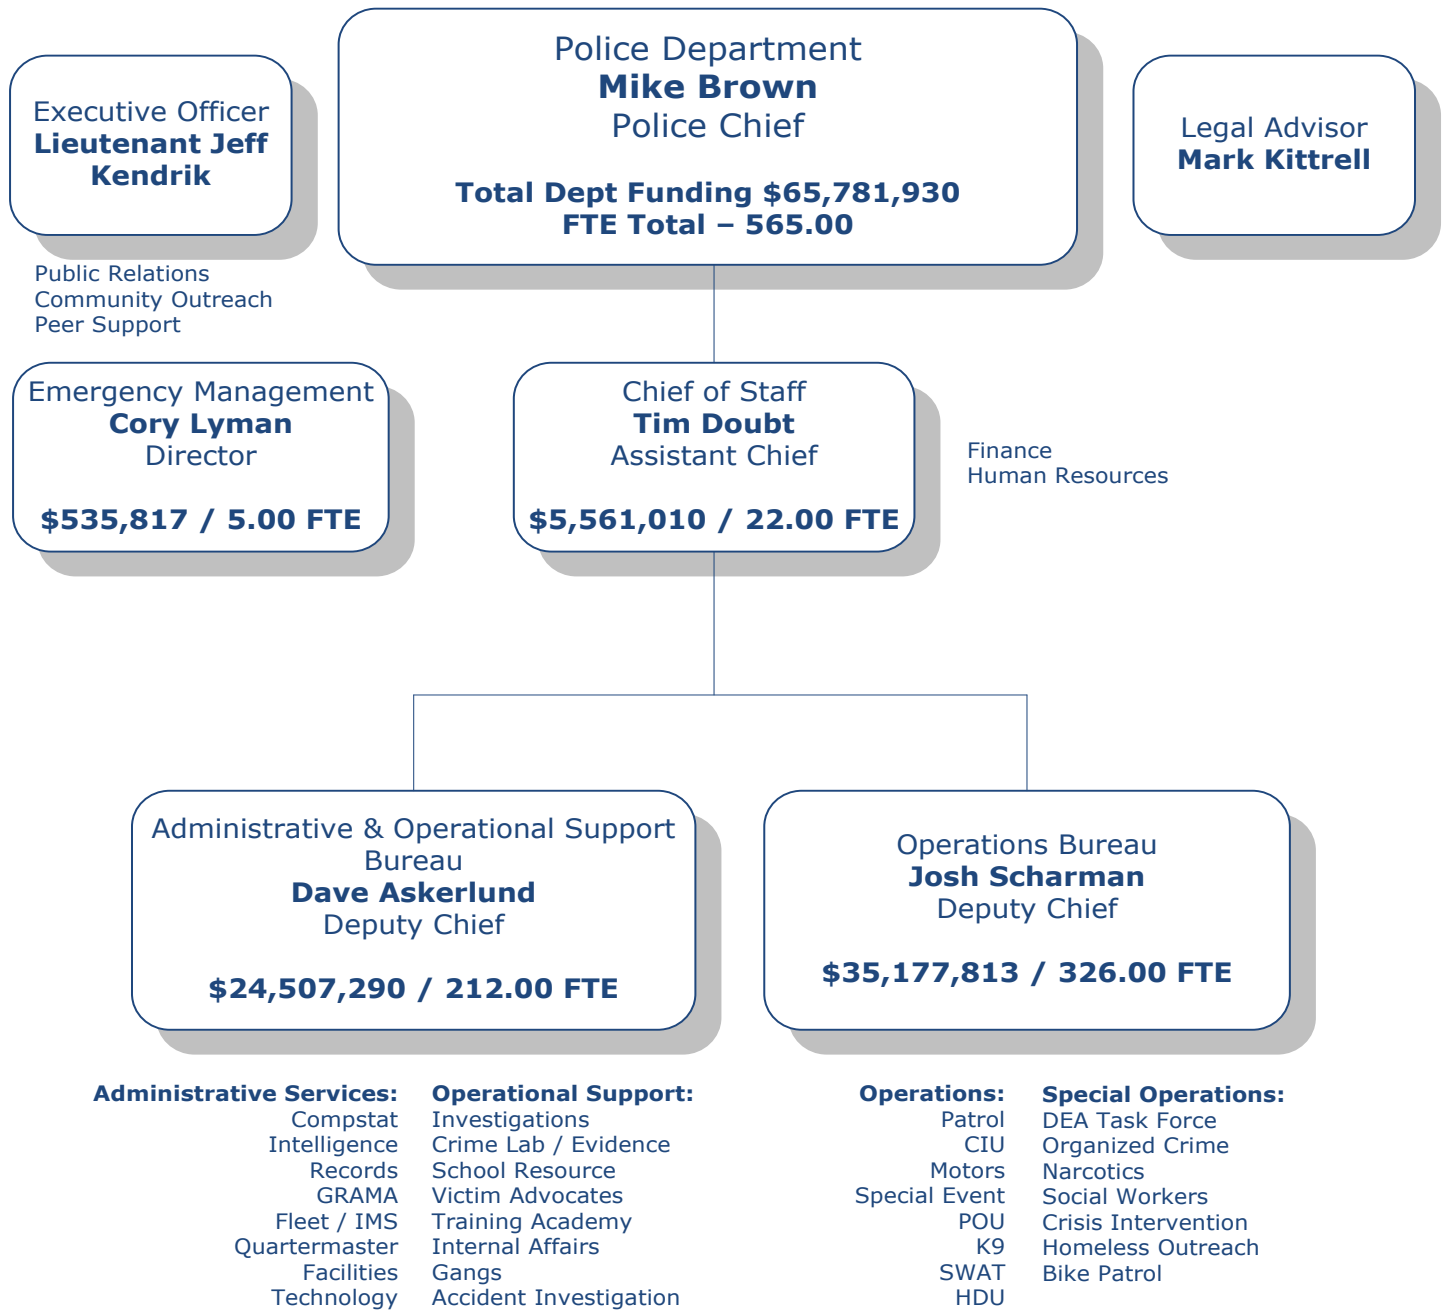 Police Department
Mike Brown
Police Chief
Total Dept Funding $65,781,930
FTE Total – 565.00
Executive Officer
Lieutenant Jeff
Kendrik
Public Relations
Community Outreach
Peer Support
Legal Advisor
Mark Kittrell
Emergency Management
Cory Lyman
Director
$535,817 / 5.00 FTE
Chief of Staff
Tim Doubt
Assistant Chief
$5,561,010 / 22.00 FTE
Finance
Human Resources
Administrative & Operational Support
Bureau
Dave Askerlund
Deputy Chief
$24,507,290 / 212.00 FTE
Operations Bureau
Josh Scharman
Deputy Chief
$35,177,813 / 326.00 FTE
Administrative Services:
Compstat
Intelligence
Records
GRAMA
Fleet / IMS
Quartermaster
Facilities
Technology
Operational Support:
Investigations
Crime Lab / Evidence
School Resource
Victim Advocates
Training Academy
Internal Affairs
Gangs
Accident Investigation
Operations:
Patrol
CIU
Motors
Special Event
POU
K9
SWAT
HDU
Special Operations:
DEA Task Force
Organized Crime
Narcotics
Social Workers
Crisis Intervention
Homeless Outreach
Bike Patrol